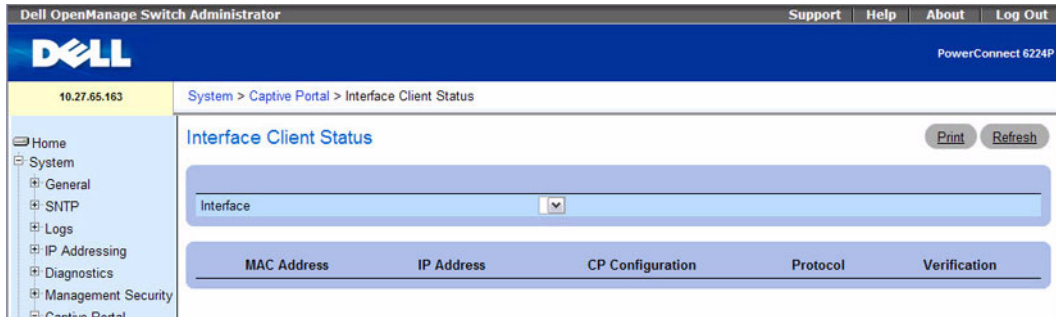 Dell OpenManage Switch Administrator
Support Help About Log Out
DELL
PowerConnect 6224P
10.27.65.163
System > Captive Portal > Interface Client Status
Home
System
General
SNTP
Logs
IP Addressing
Diagnostics
Management Security
Captive Portal
Interface Client Status
Print Refresh
Interface
MAC Address IP Address CP Configuration Protocol Verification